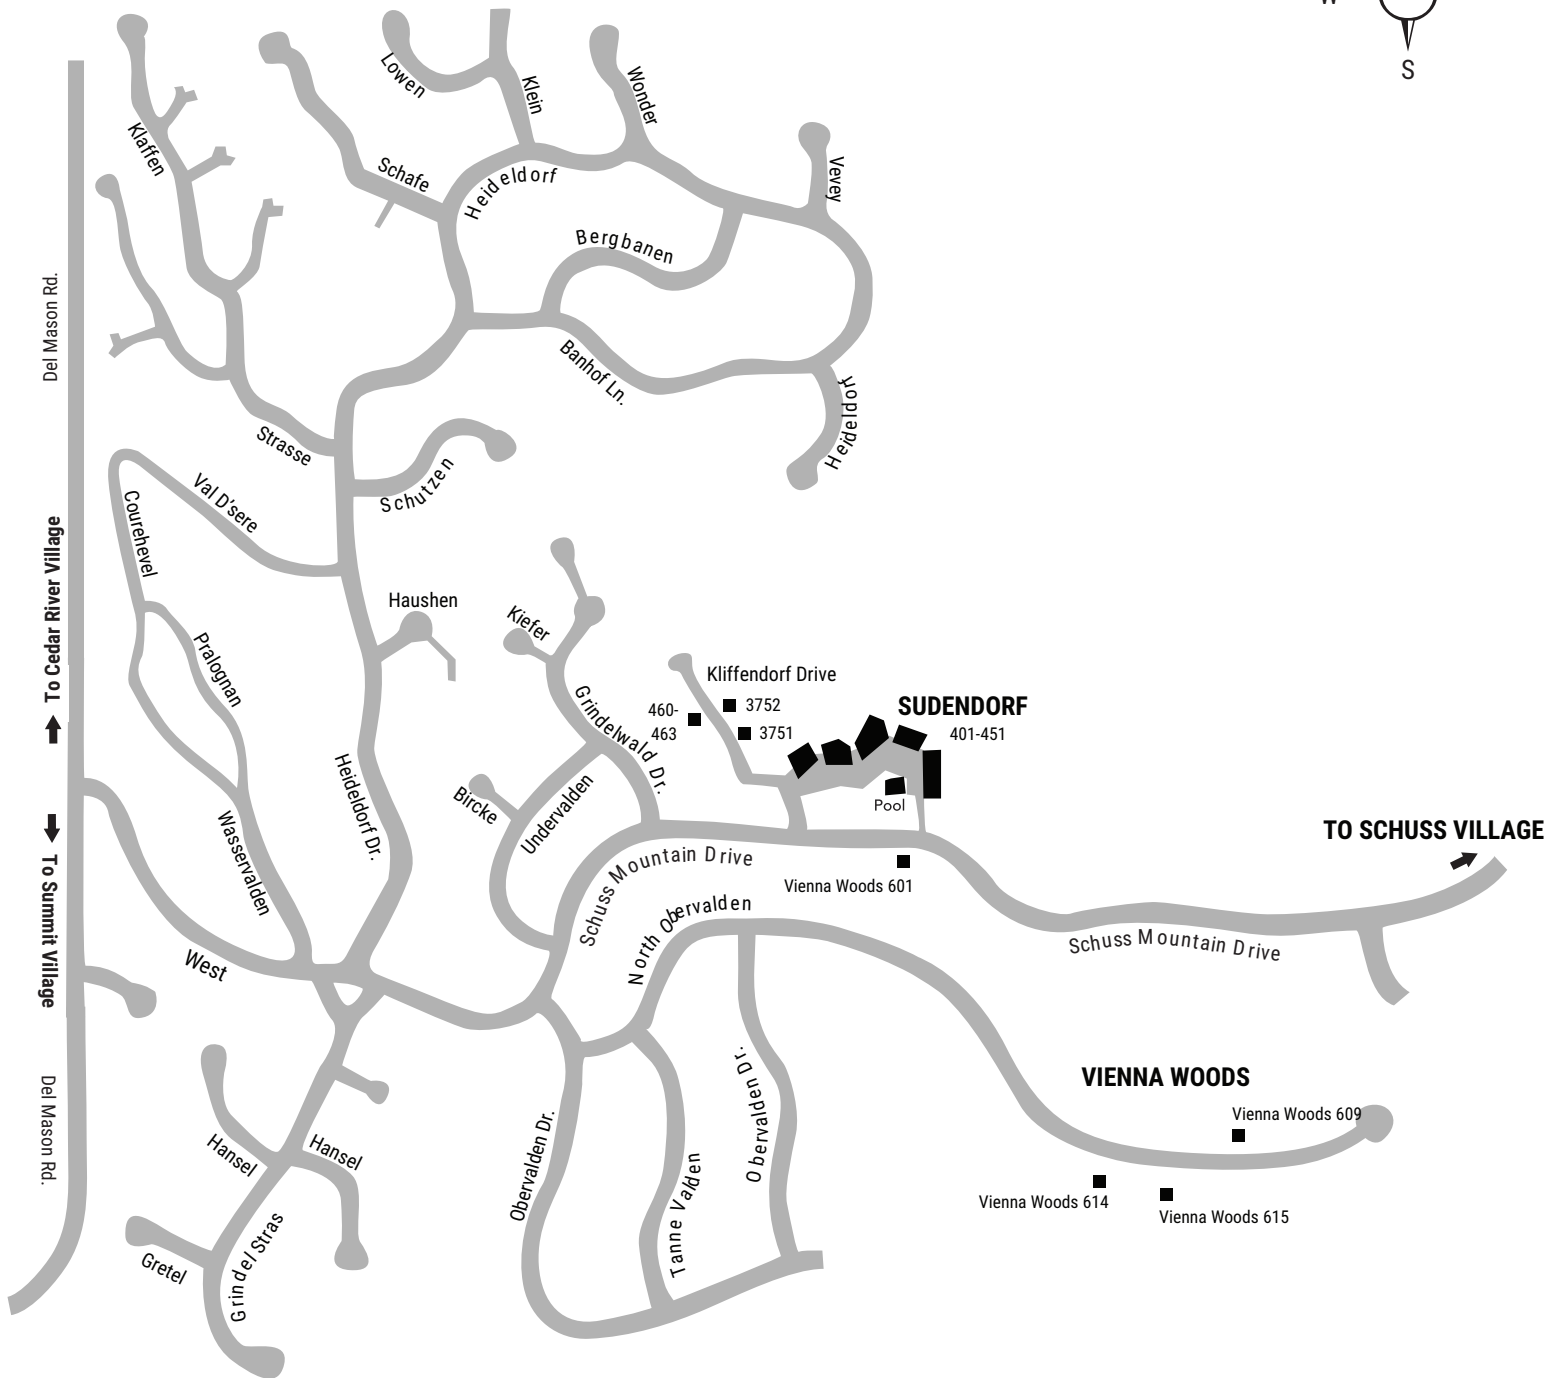 W
S
Lowen
Klein
Wonder
Klaffen
Schafe
Heideldorf
Vevey
Bergbanen
Del Mason Rd.
Banhof Ln.
Heideldorf
Strasse
Schutzen
Val D'sere
Courehevel
To Cedar River Village
Haushen
Kiefer
Pralognan
Kliffendorf Drive
Grindelwald Dr.
460-
463
3752
3751
SUDENDORF
401-451
Heideldorf Dr.
Bircke
Undervalden
Pool
Wasservalden
TO SCHUSS VILLAGE
Schuss Mountain Drive
Vienna Woods 601
To Summit Village
North Obervalden
Schuss Mountain Drive
West
Del Mason Rd.
VIENNA WOODS
Obervalden Dr.
Vienna Woods 609
Hansel
Hansel
Obervalden Dr.
Tanne Valden
Vienna Woods 614
Vienna Woods 615
Gretel
Grindel Stras